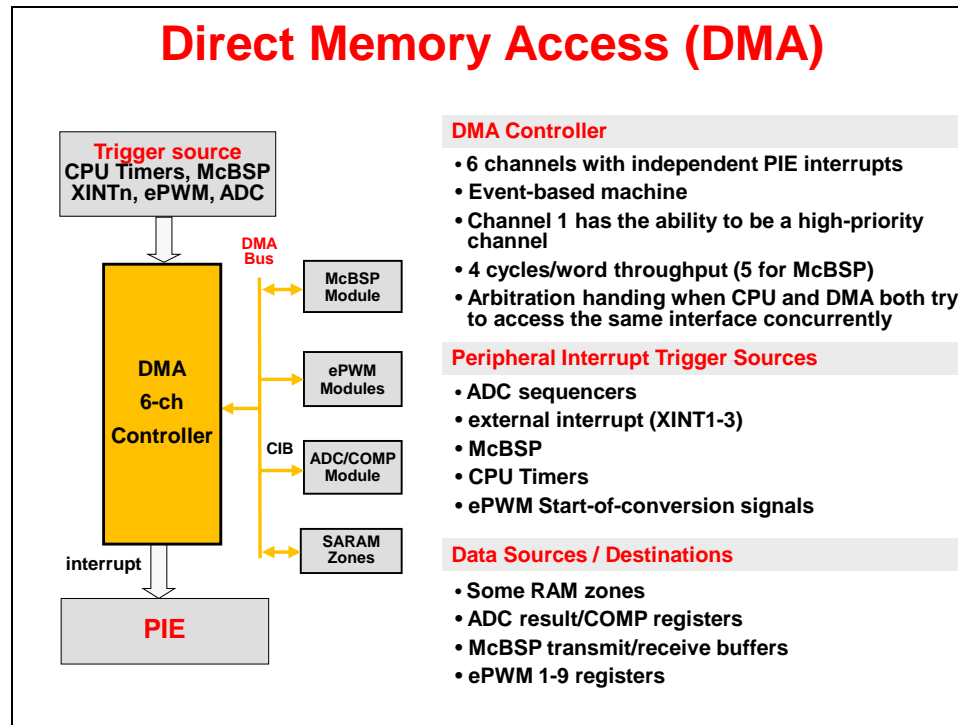 Direct Memory Access (DMA)
Trigger source
CPU Timers, McBSP
XINTn, ePWM, ADC
DMA
Bus
McBSP
Module
ePWM
Modules
DMA
6-ch
Controller
CIB
ADC/COMP
Module
SARAM
Zones
interrupt
PIE
DMA Controller
• 6 channels with independent PIE interrupts
• Event-based machine
• Channel 1 has the ability to be a high-priority
channel
• 4 cycles/word throughput (5 for McBSP)
• Arbitration handing when CPU and DMA both try
to access the same interface concurrently
Peripheral Interrupt Trigger Sources
• ADC sequencers
• external interrupt (XINT1-3)
• McBSP
• CPU Timers
• ePWM Start-of-conversion signals
Data Sources / Destinations
• Some RAM zones
• ADC result/COMP registers
• McBSP transmit/receive buffers
• ePWM 1-9 registers